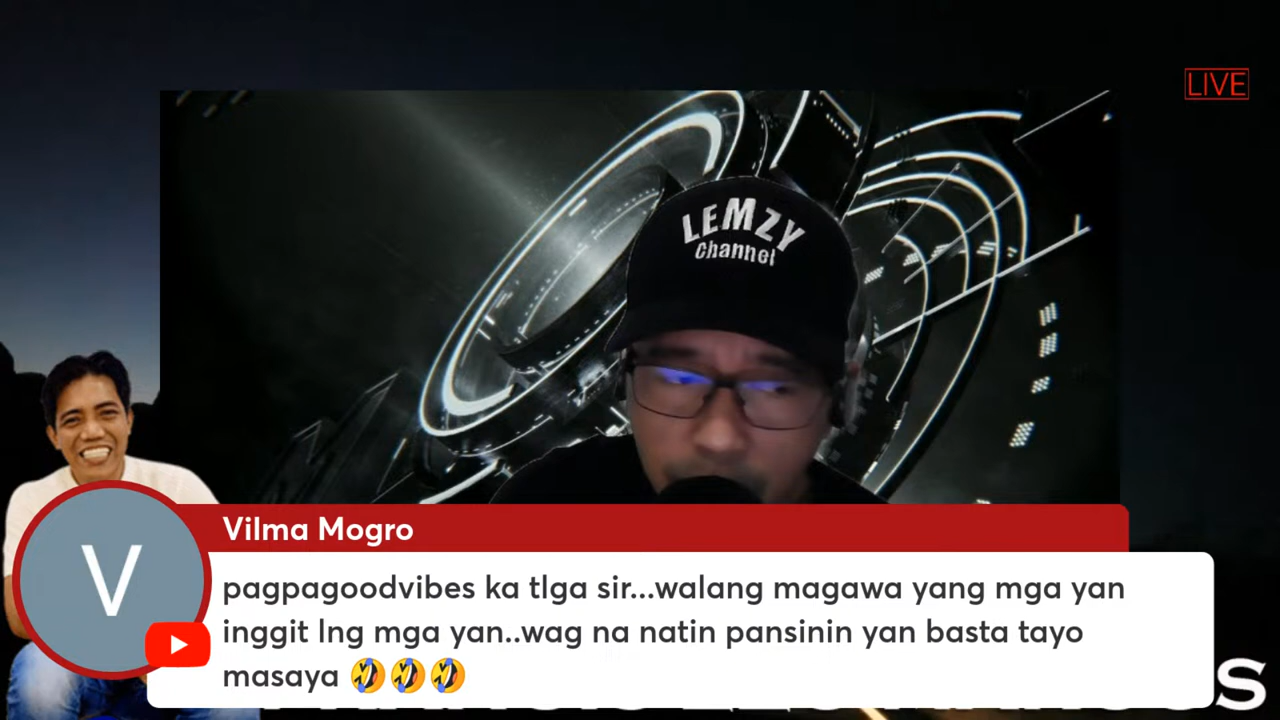 LIVE
LEMZY
Channel
Vilma Mogro
V
pagpagoodvibes ka tlga sir...walang magawa yang mga yan
inggit lng mga yan..wag na natin pansinin yan basta tayo
masaya 🤣🤣🤣